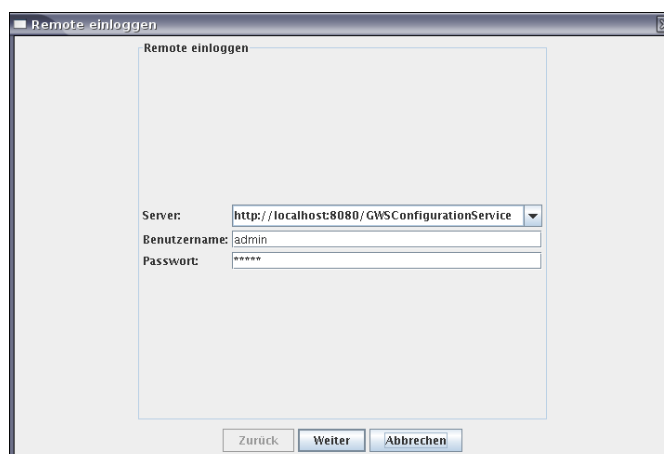 Remote einloggen
Remote einloggen
Server: http://localhost:8080/GWSConfigurationService
Benutzername: admin
Passwort: *****
Zurück Weiter Abbrechen